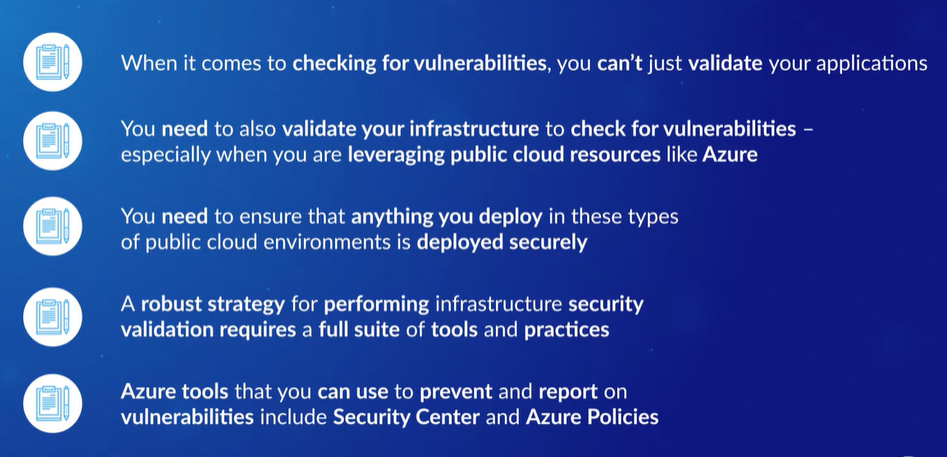 When it comes to checking for vulnerabilities, you can't just validate your applications
You need to also validate your infrastructure to check for vulnerabilities –
especially when you are leveraging public cloud resources like Azure
You need to ensure that anything you deploy in these types
of public cloud environments is deployed securely
A robust strategy for performing infrastructure security
validation requires a full suite of tools and practices
Azure tools that you can use to prevent and report on
vulnerabilities include Security Center and Azure Policies